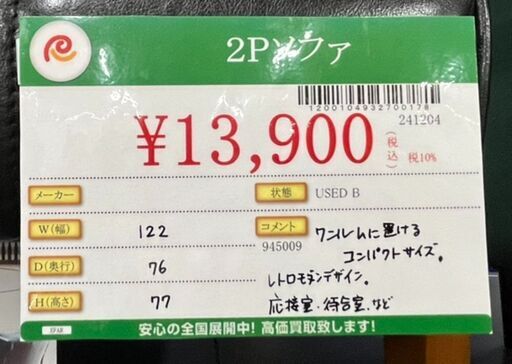 2Pソファ
1200104932700178
241204
¥13,900(税込)
税10%
メーカー
状態 USED B
W(幅) 122
コメント ワンルームに置ける
945009
コンパクトサイズ。
D(奥行) 76
レトロモダンデザイン。
H(高さ) 77
応接室・待合室など
安心の全国展開中! 高価買取致します!